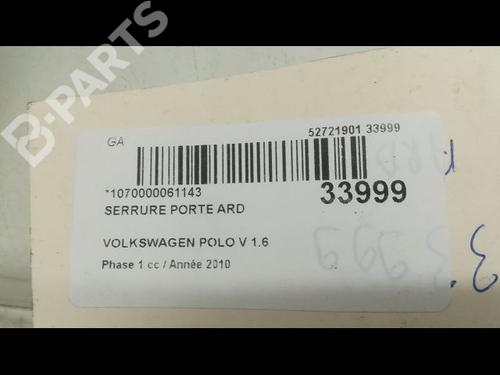 B-PARTS
GA
52721901 33999
*1070000061143
33999
SERRURE PORTE ARD
VOLKSWAGEN POLO V 1.6
Phase 1 cc / Année 2010